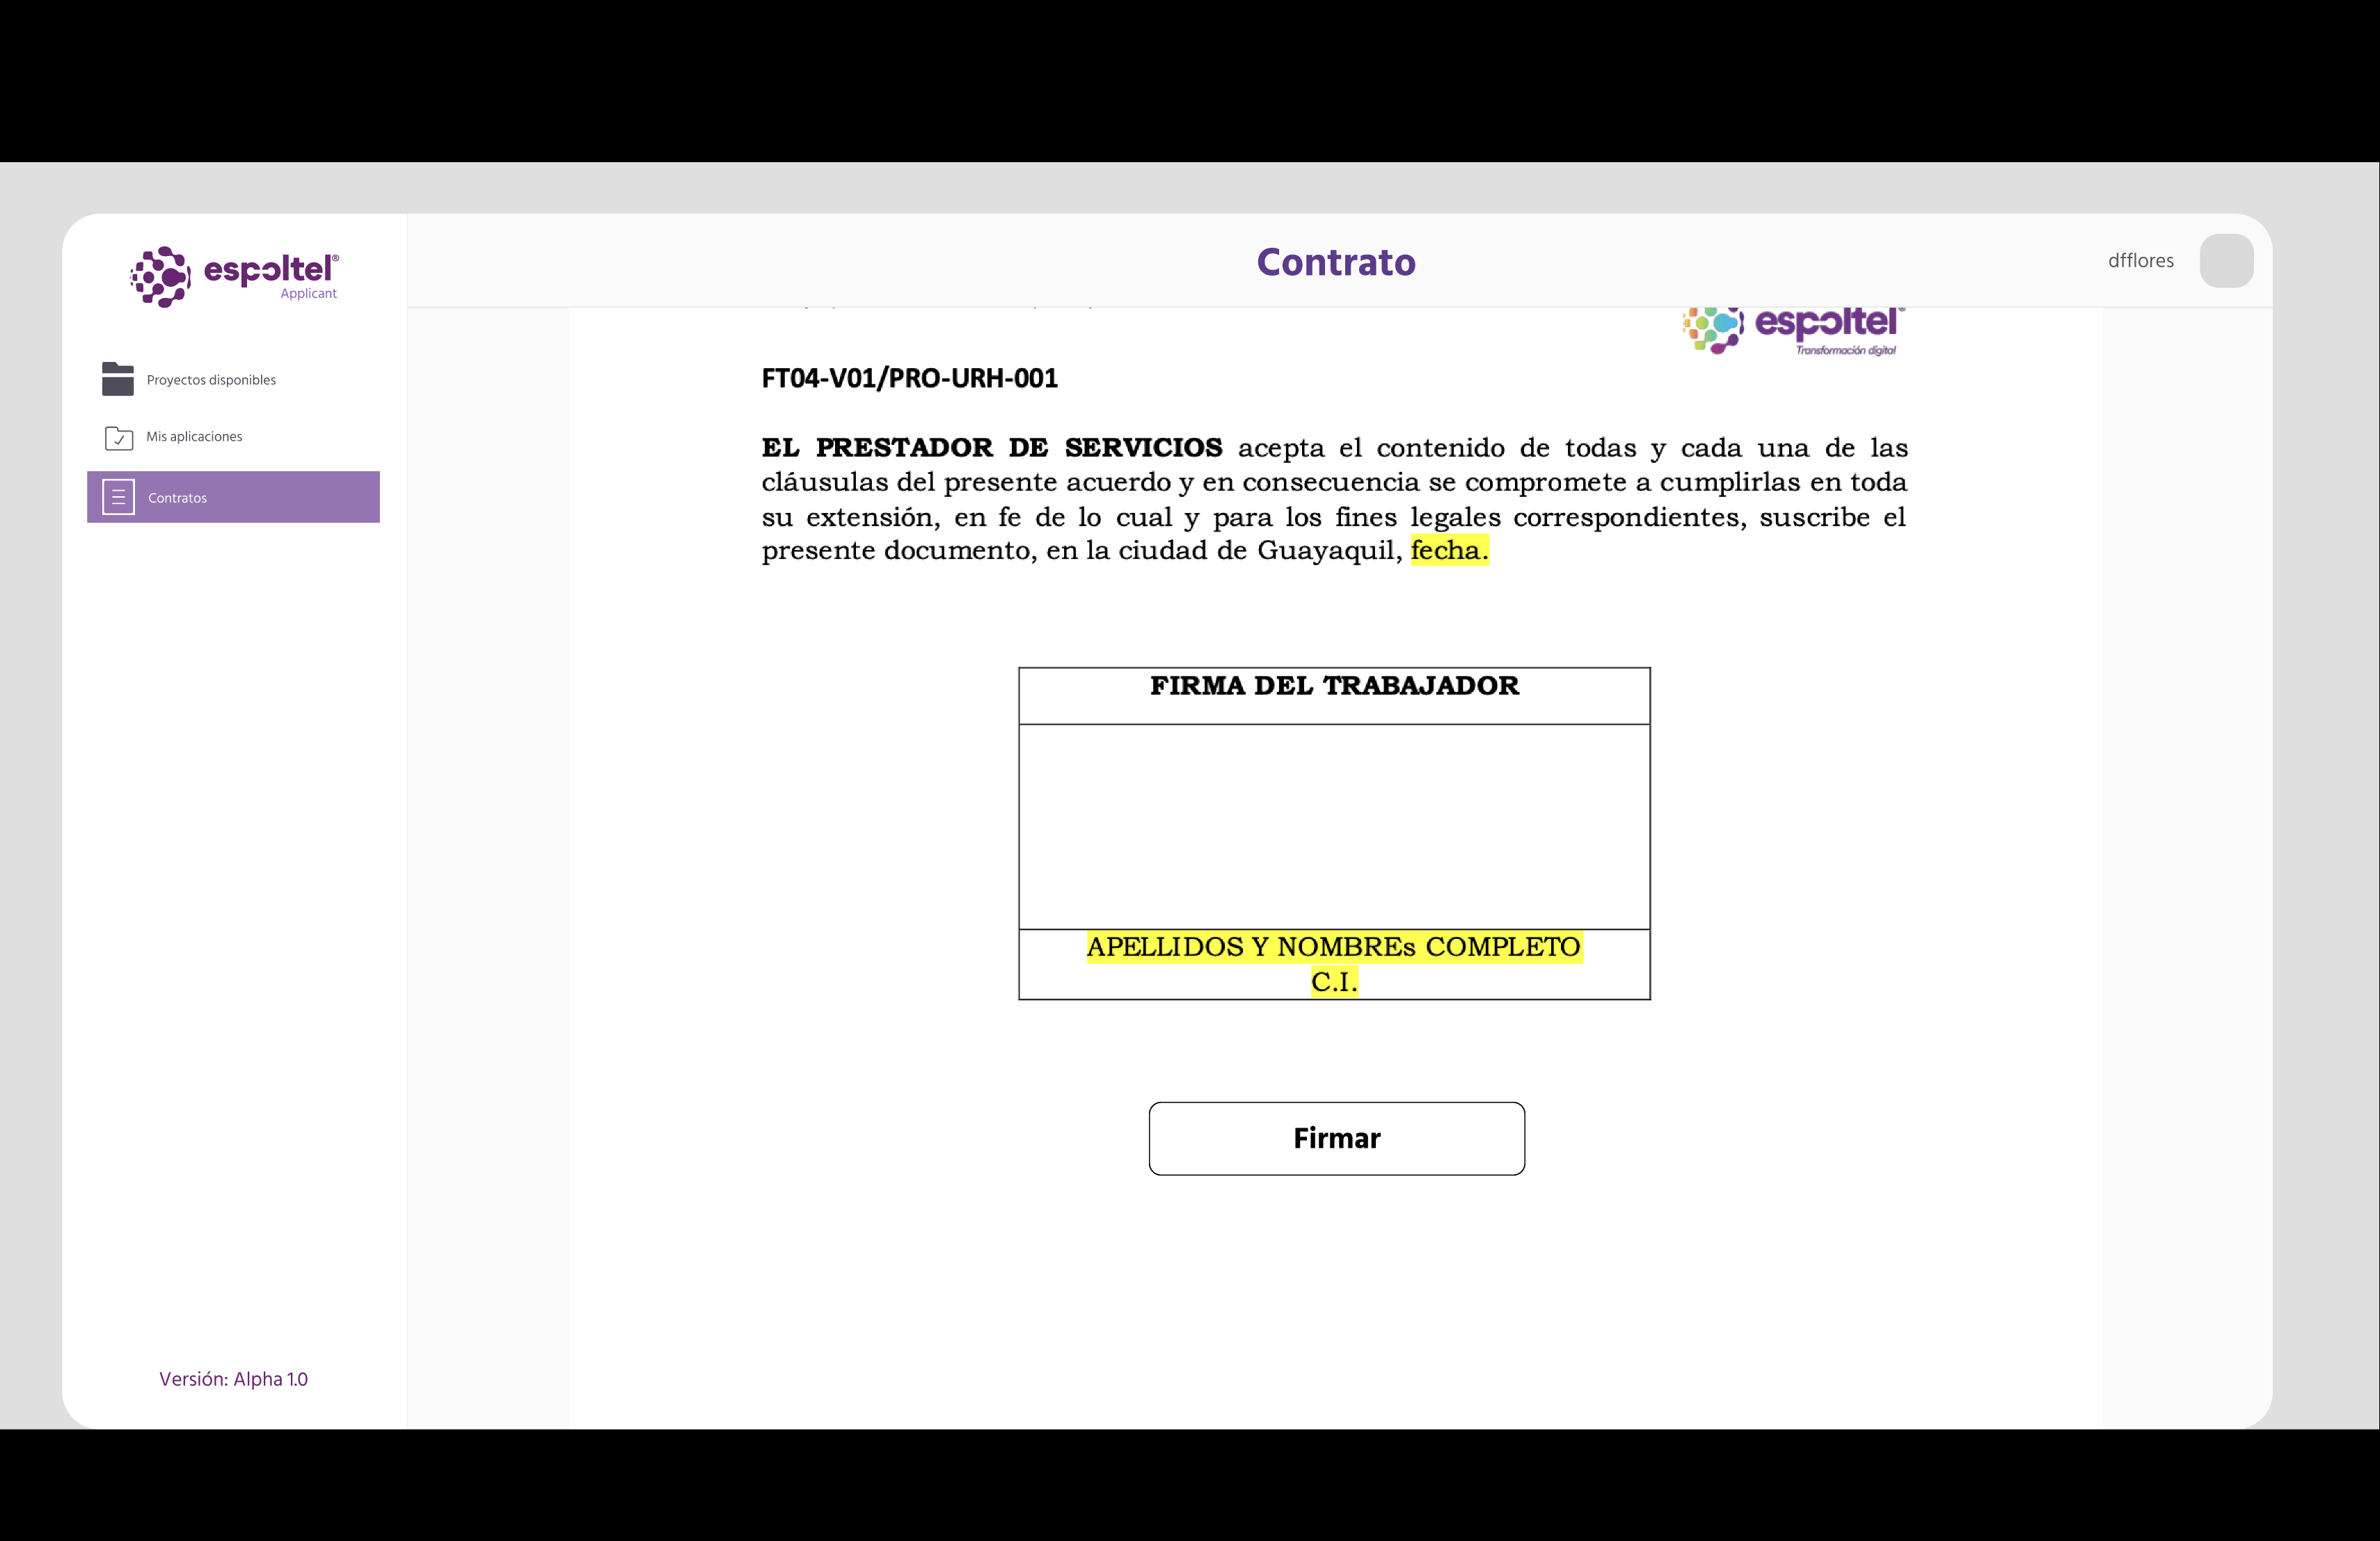 espoltel®
Applicant
Proyectos disponibles
Mis aplicaciones
Contratos
Versión: Alpha 1.0
Contrato
dfflores
espoltel
Transformación digital
FT04-V01/PRO-URH-001
EL PRESTADOR DE SERVICIOS acepta el contenido de todas y cada una de las
cláusulas del presente acuerdo y en consecuencia se compromete a cumplirlas en toda
su extensión, en fe de lo cual y para los fines legales correspondientes, suscribe el
presente documento, en la ciudad de Guayaquil, fecha.
FIRMA DEL TRABAJADOR
APELLIDOS Y NOMBREs COMPLETO
C.I.
Firmar